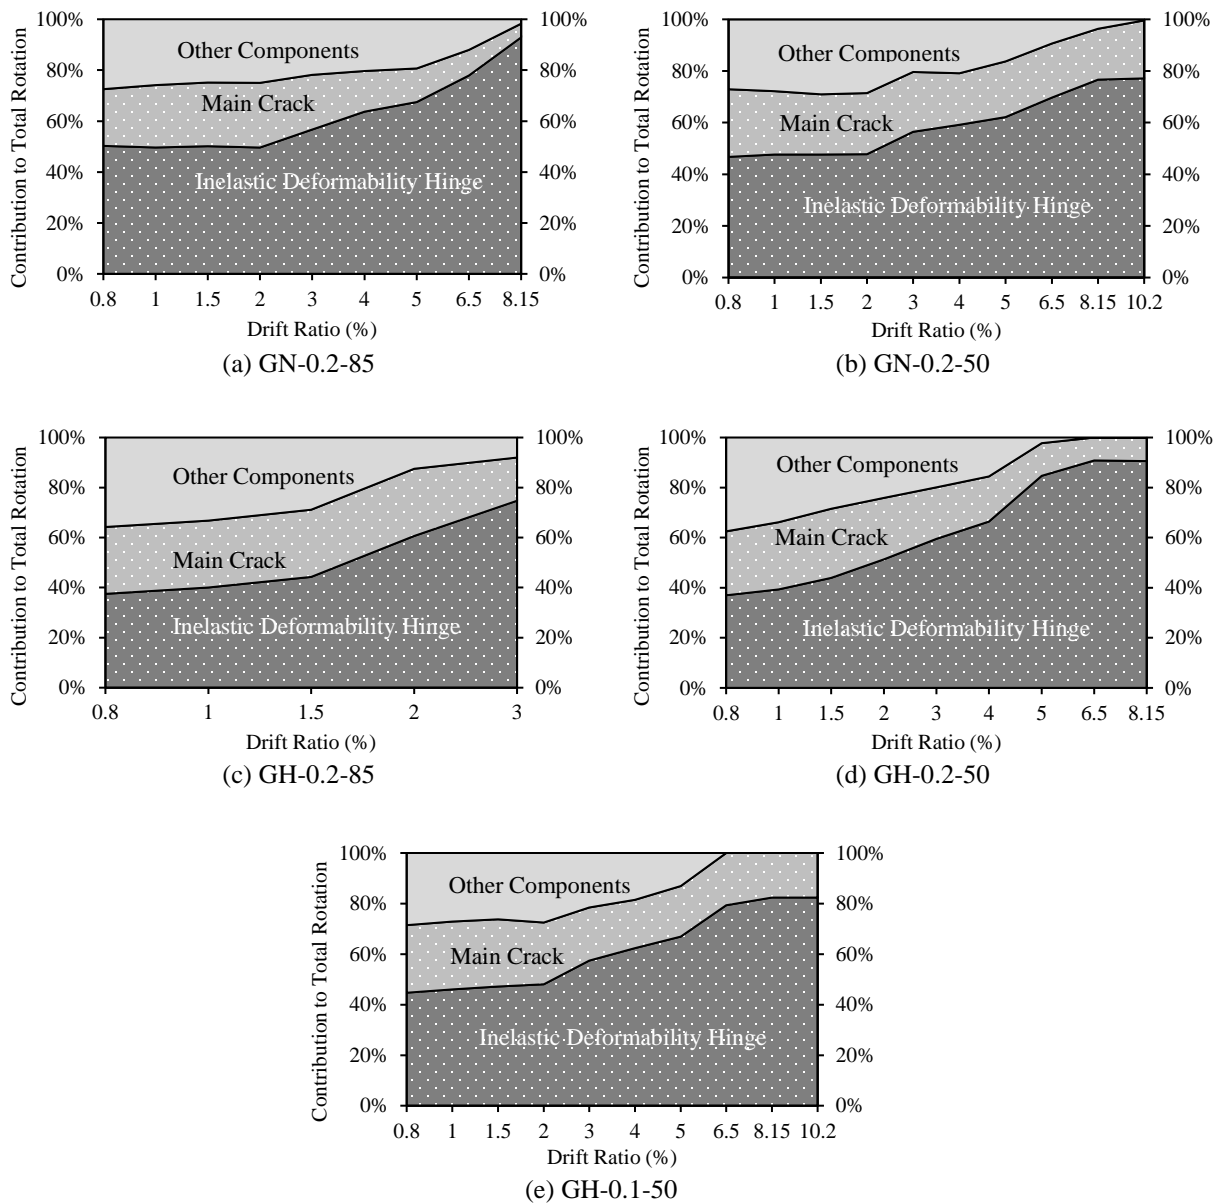 Contribution to Total Rotation
100%
80%
60%
40%
20%
0%
Other Components
Main Crack
Inelastic Deformability Hinge
100%
80%
60%
40%
20%
0%
0.8 1 1.5 2 3 4 5 6.5 8.15
Drift Ratio (%)
(a) GN-0.2-85
Contribution to Total Rotation
100%
80%
60%
40%
20%
0%
Other Components
Main Crack
Inelastic Deformability Hinge
100%
80%
60%
40%
20%
0%
0.8 1 1.5 2 3 4 5 6.5 8.15 10.2
Drift Ratio (%)
(b) GN-0.2-50
Contribution to Total Rotation
100%
80%
60%
40%
20%
0%
Other Components
Main Crack
Inelastic Deformability Hinge
100%
80%
60%
40%
20%
0%
0.8 1 1.5 2 3
Drift Ratio (%)
(c) GH-0.2-85
Contribution to Total Rotation
100%
80%
60%
40%
20%
0%
Other Components
Main Crack
Inelastic Deformability Hinge
100%
80%
60%
40%
20%
0%
0.8 1 1.5 2 3 4 5 6.5 8.15
Drift Ratio (%)
(d) GH-0.2-50
Contribution to Total Rotation
100%
80%
60%
40%
20%
0%
Other Components
Main Crack
Inelastic Deformability Hinge
100%
80%
60%
40%
20%
0%
0.8 1 1.5 2 3 4 5 6.5 8.15 10.2
Drift Ratio (%)
(e) GH-0.1-50